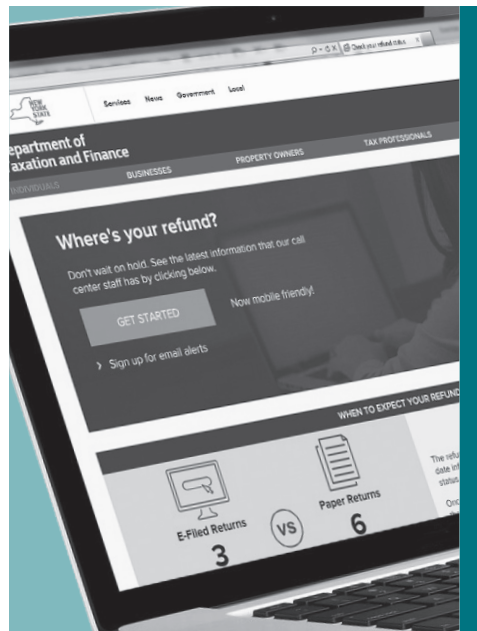 Check your refund status
NEW
YORK
STATE
Services News Government Local
epartment of
axation and Finance
INDIVIDUALS BUSINESSES PROPERTY OWNERS TAX PROFESSIONALS
Where's your refund?
Don't wait on hold. See the latest information that our call
center staff has by clicking below.
GET STARTED Now mobile friendly!
Sign up for email alerts
WHEN TO EXPECT YOUR REFUND
E-Filed Returns VS Paper Returns
3 6
The refu
date inf
status.
Onc